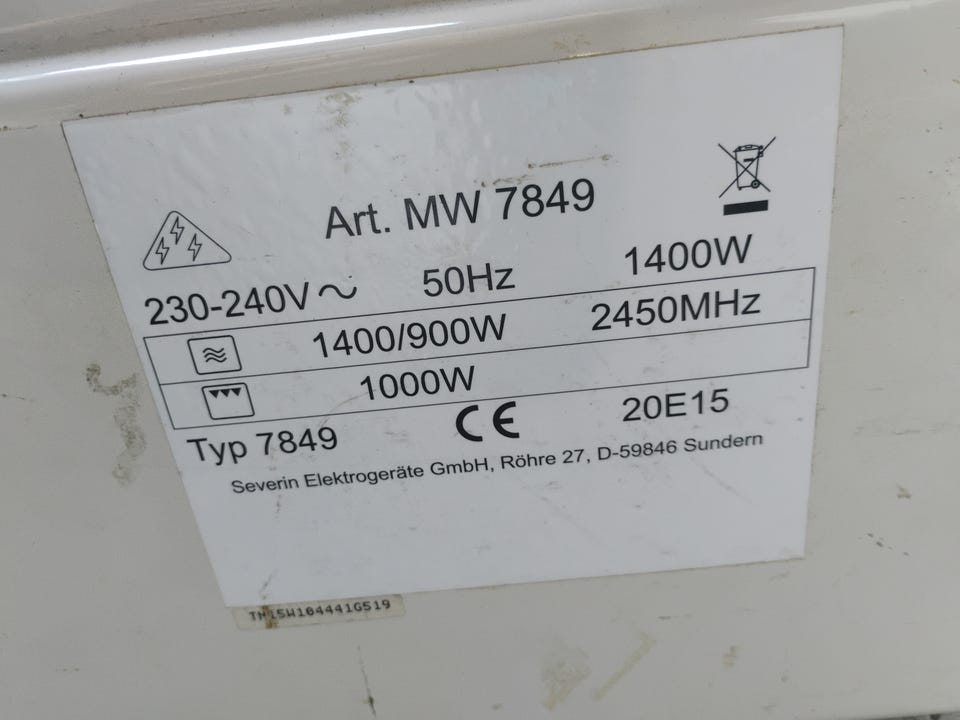 Art. MW 7849
230-240V~ 50Hz 1400W
1400/900W 2450MHz
1000W
Typ 7849 CE 20E15
Severin Elektrogeräte GmbH, Röhre 27, D-59846 Sundern